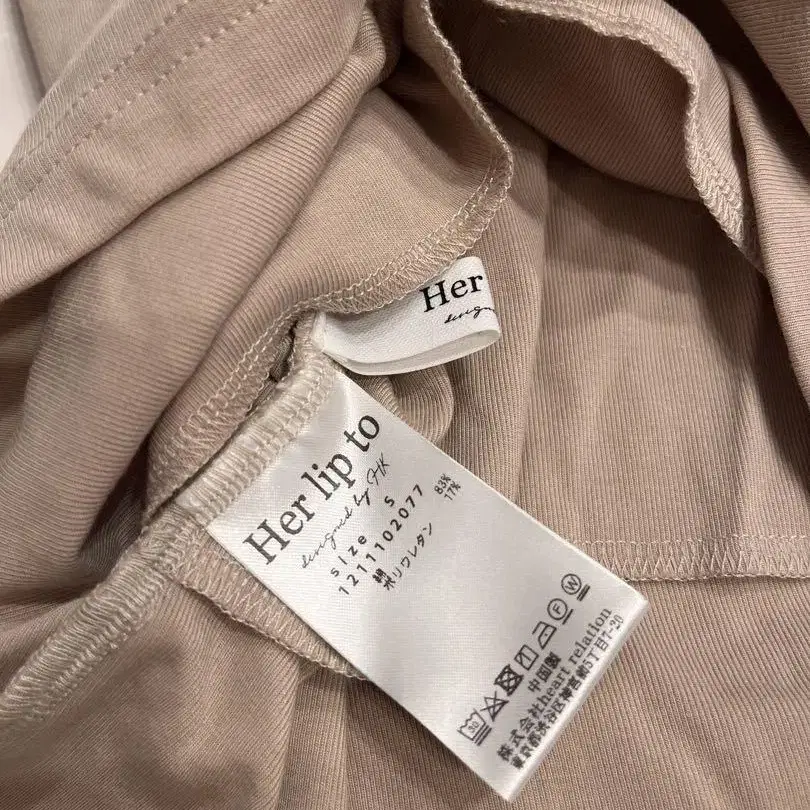 Her
design
Her lip to
designed by HK
size S
1211102077
綿 83%
ポリウレタン 17%
30 F W
中国製
株式会社heart relation
東京都渋谷区神宮前5丁目7-20